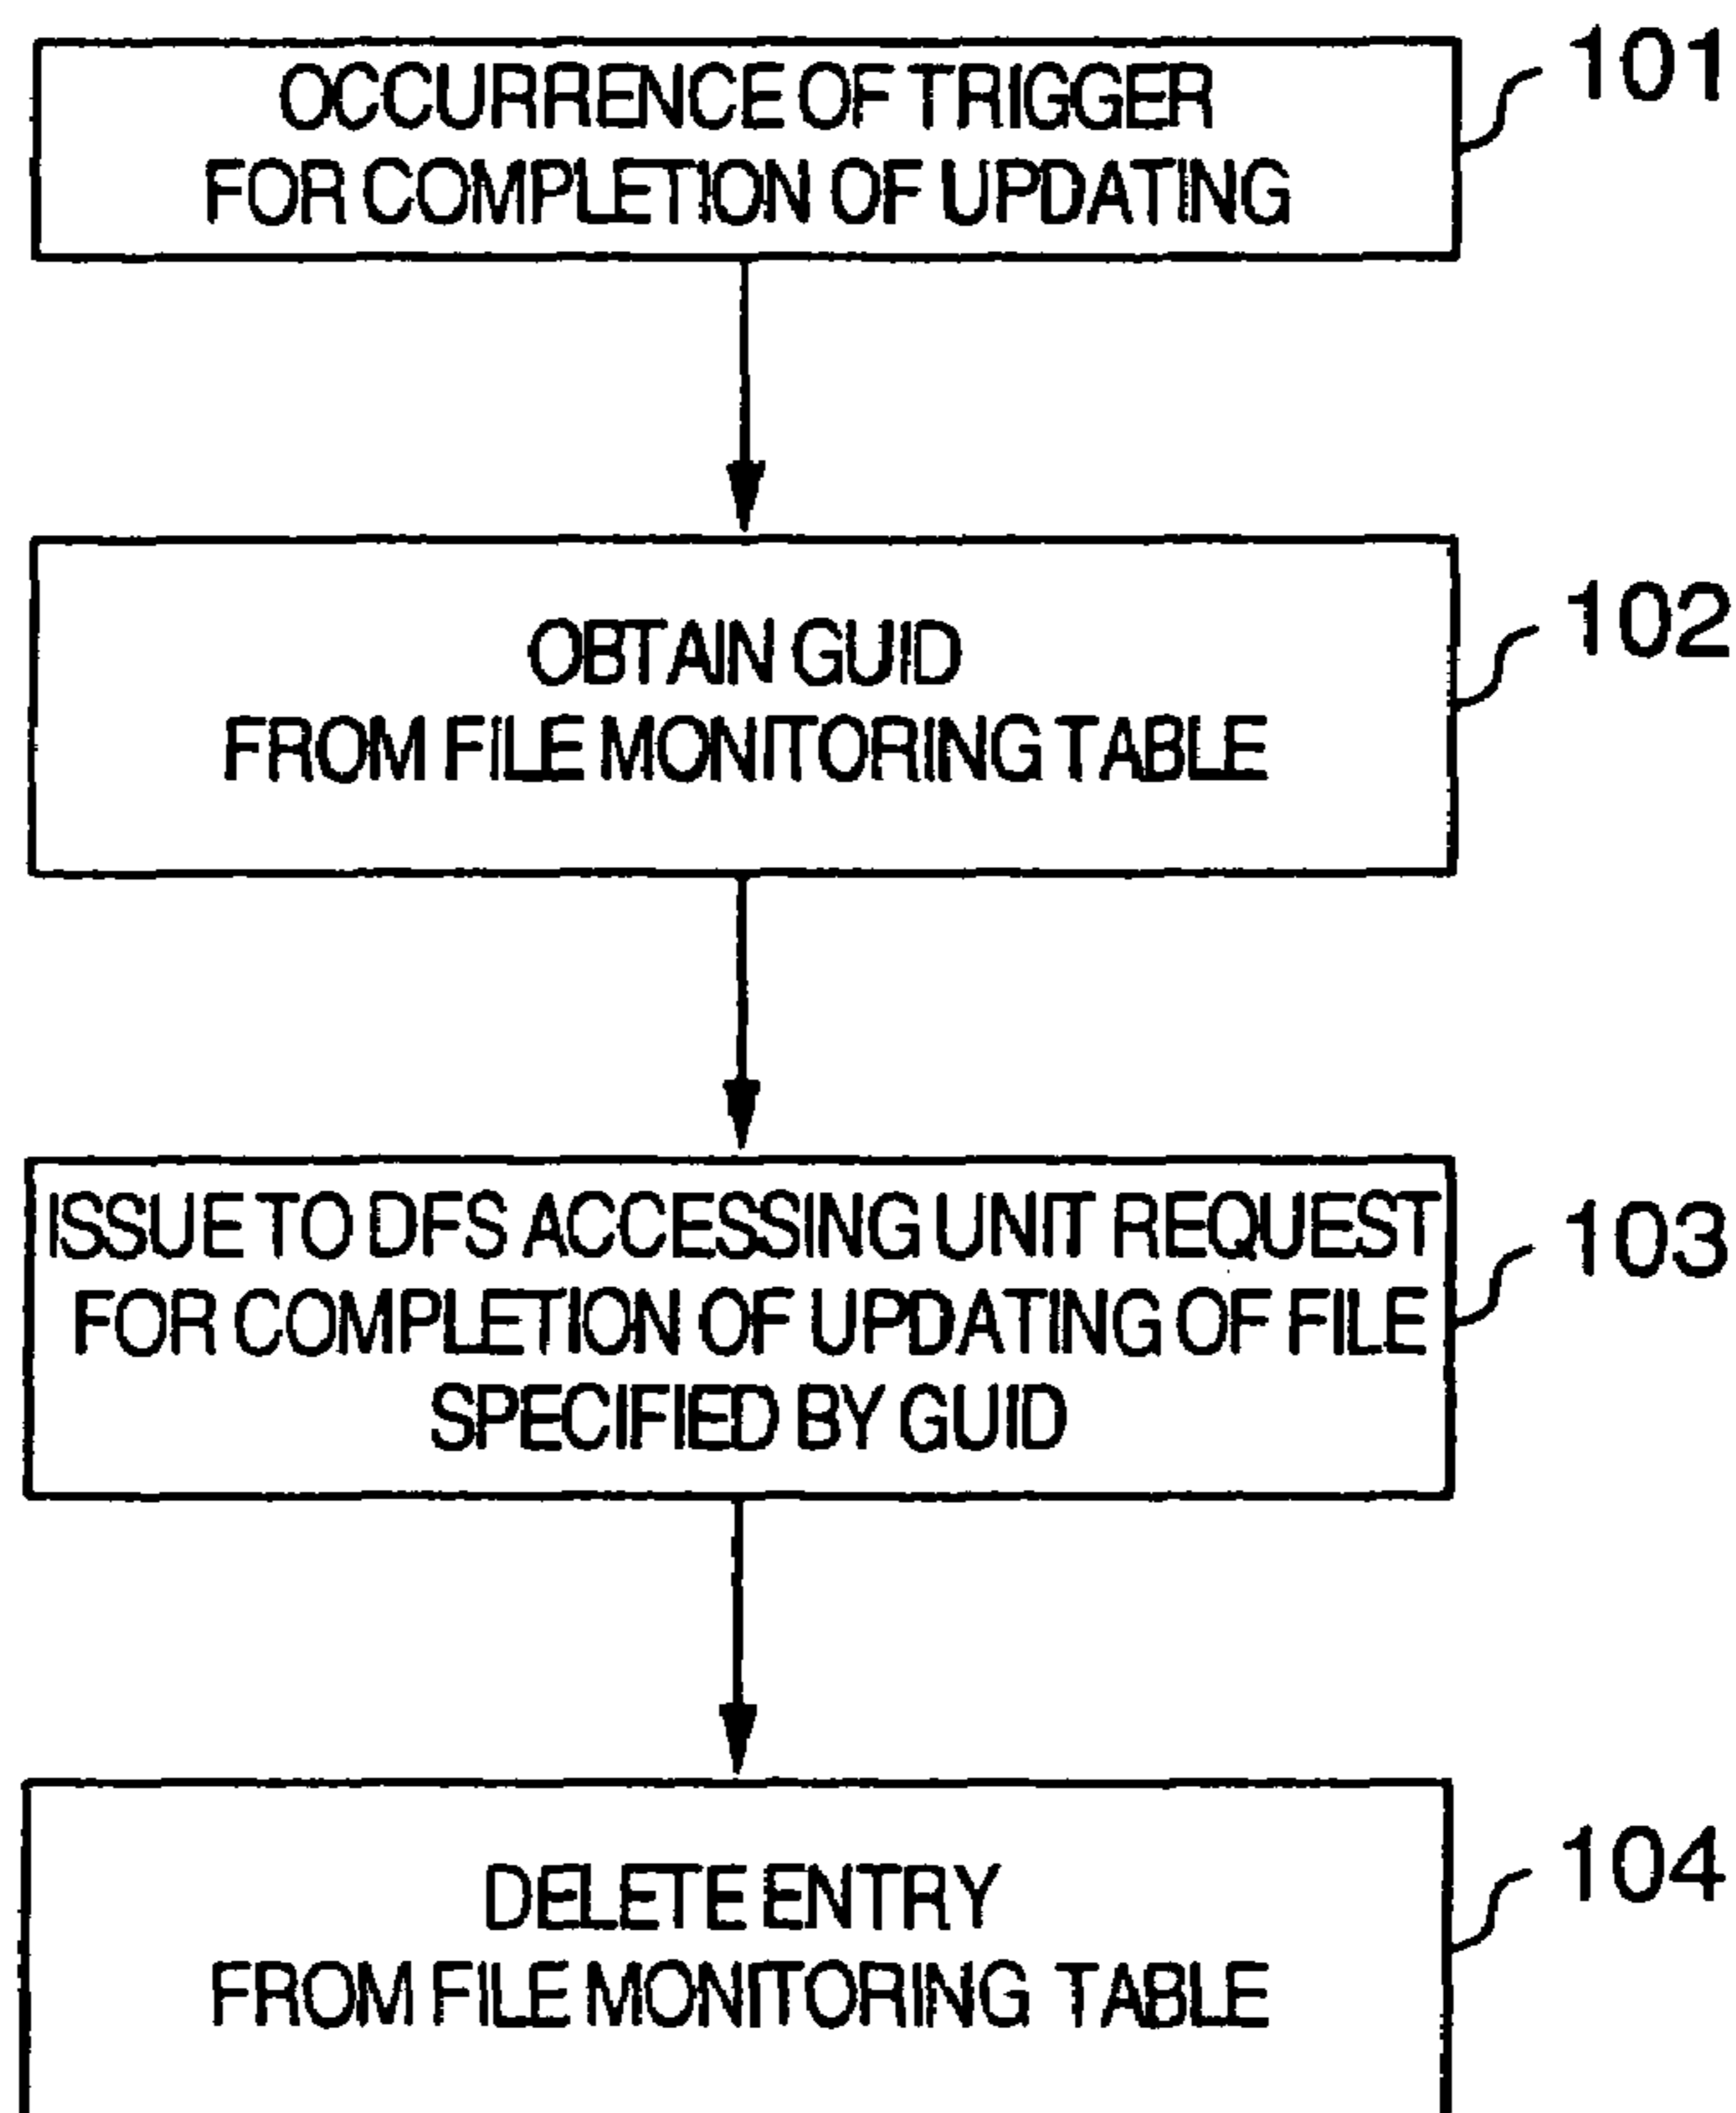 OCCURRENCE OF TRIGGER
FOR COMPLETION OF UPDATING
101
OBTAIN GUID
FROM FILE MONITORING TABLE
102
ISSUE TO DFS ACCESSING UNIT REQUEST
FOR COMPLETION OF UPDATING OF FILE
SPECIFIED BY GUID
103
DELETE ENTRY
FROM FILE MONITORING TABLE
104